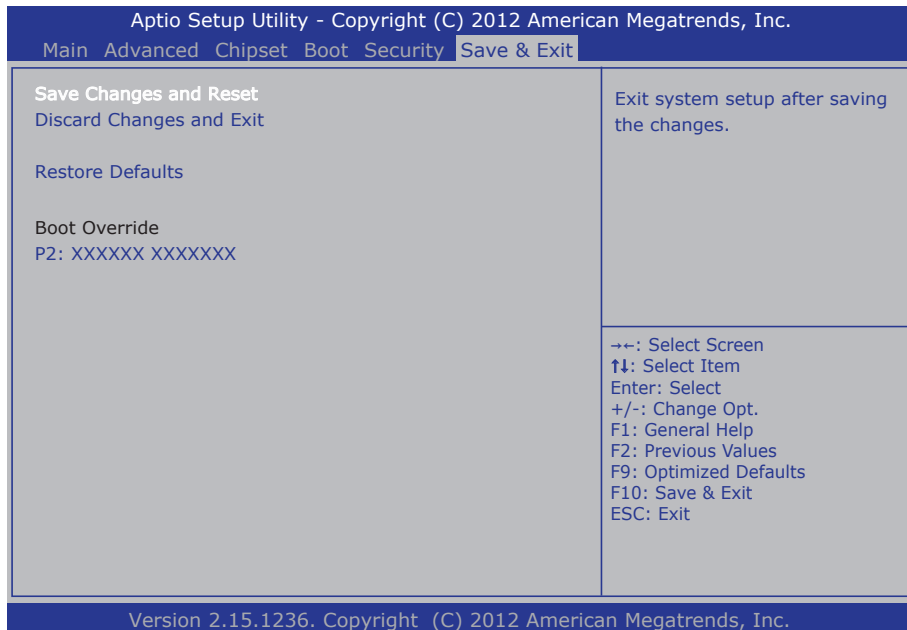 Aptio Setup Utility - Copyright (C) 2012 American Megatrends, Inc.
Main Advanced Chipset Boot Security Save & Exit
Save Changes and Reset
Discard Changes and Exit
Restore Defaults
Boot Override
P2: XXXXXX XXXXXXX
Exit system setup after saving
the changes.
→←: Select Screen
↑↓: Select Item
Enter: Select
+/-: Change Opt.
F1: General Help
F2: Previous Values
F9: Optimized Defaults
F10: Save & Exit
ESC: Exit
Version 2.15.1236. Copyright (C) 2012 American Megatrends, Inc.